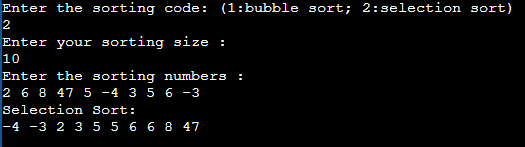 Enter the sorting code: (1:bubble sort; 2:selection sort)
2
Enter your sorting size :
10
Enter the sorting numbers :
2 6 8 47 5 -4 3 5 6 -3
Selection Sort:
-4 -3 2 3 5 5 6 6 8 47